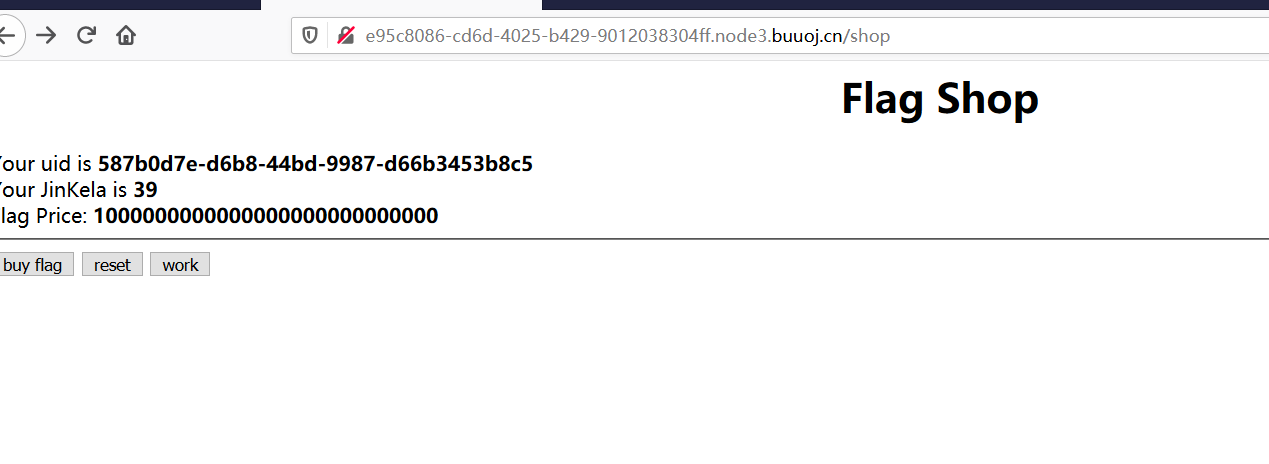 e95c8086-cd6d-4025-b429-9012038304ff.node3.buuoj.cn/shop
Flag Shop
Your uid is 587b0d7e-d6b8-44bd-9987-d66b3453b8c5
Your JinKela is 39
lag Price: 1000000000000000000000000000
buy flag reset work